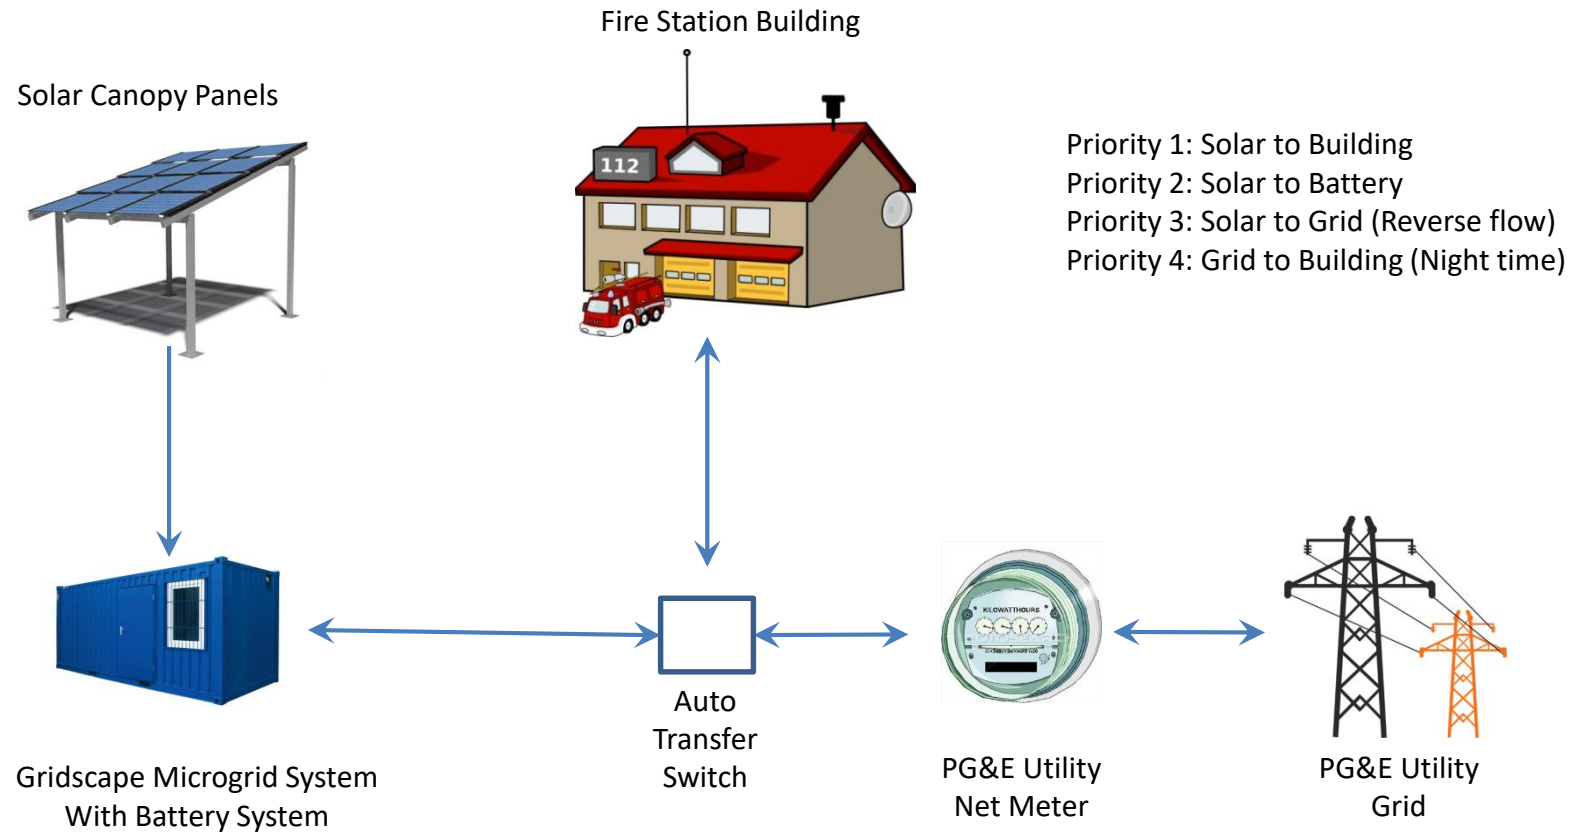 Fire Station Building
Solar Canopy Panels
112
Priority 1: Solar to Building
Priority 2: Solar to Battery
Priority 3: Solar to Grid (Reverse flow)
Priority 4: Grid to Building (Night time)
KILOWATTHOURS
Auto
Transfer
Switch
Gridscape Microgrid System
With Battery System
PG&E Utility
Net Meter
PG&E Utility
Grid